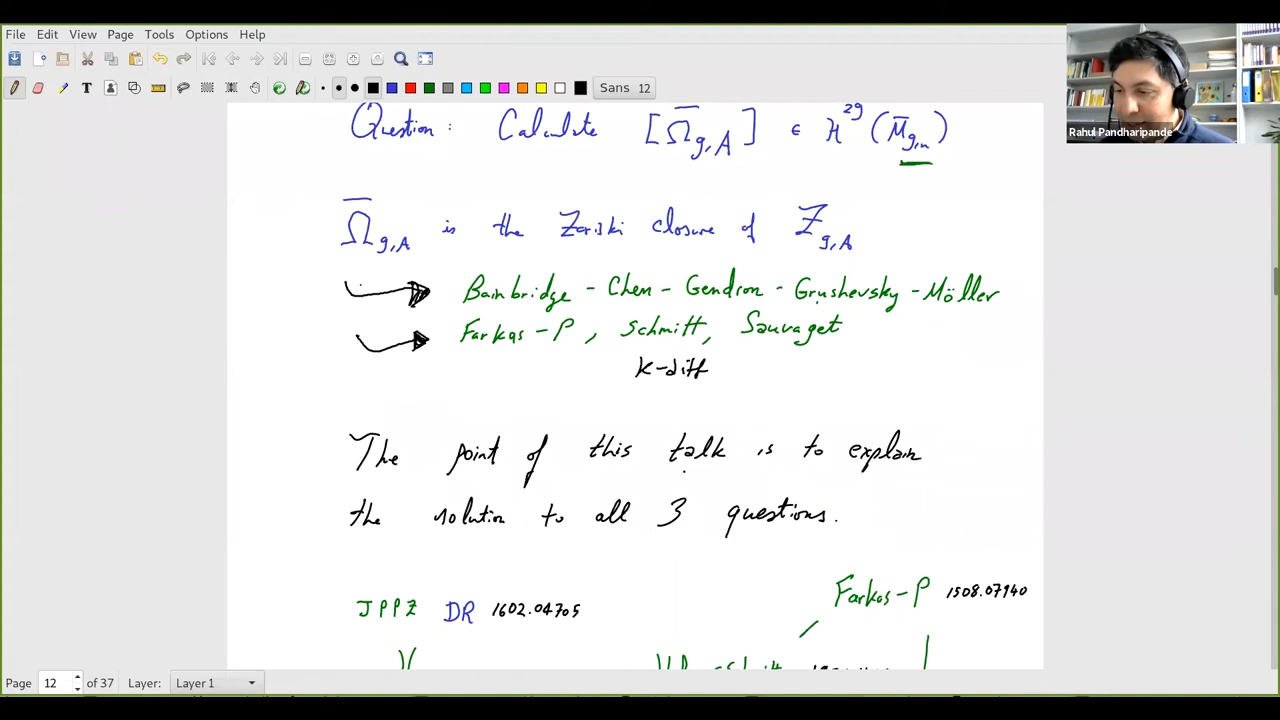 File Edit View Page Tools Options Help
Sans 12
Rahul Pandharipande
Question: Calculate [Ω̅g,A] ∈ H²ᵍ (M̅g,n)
Ω̅g,A is the Zariski closure of Zg,A
Bainbridge - Chen - Gendron - Grushevsky - Möller
Farkas - P, Schmitt, Sauvaget
K-diff
The point of this talk is to explain
the solution to all 3 questions.
Farkas - P 1508.07940
JPPZ DR 1602.04705
Page 12 of 37 Layer: Layer 1